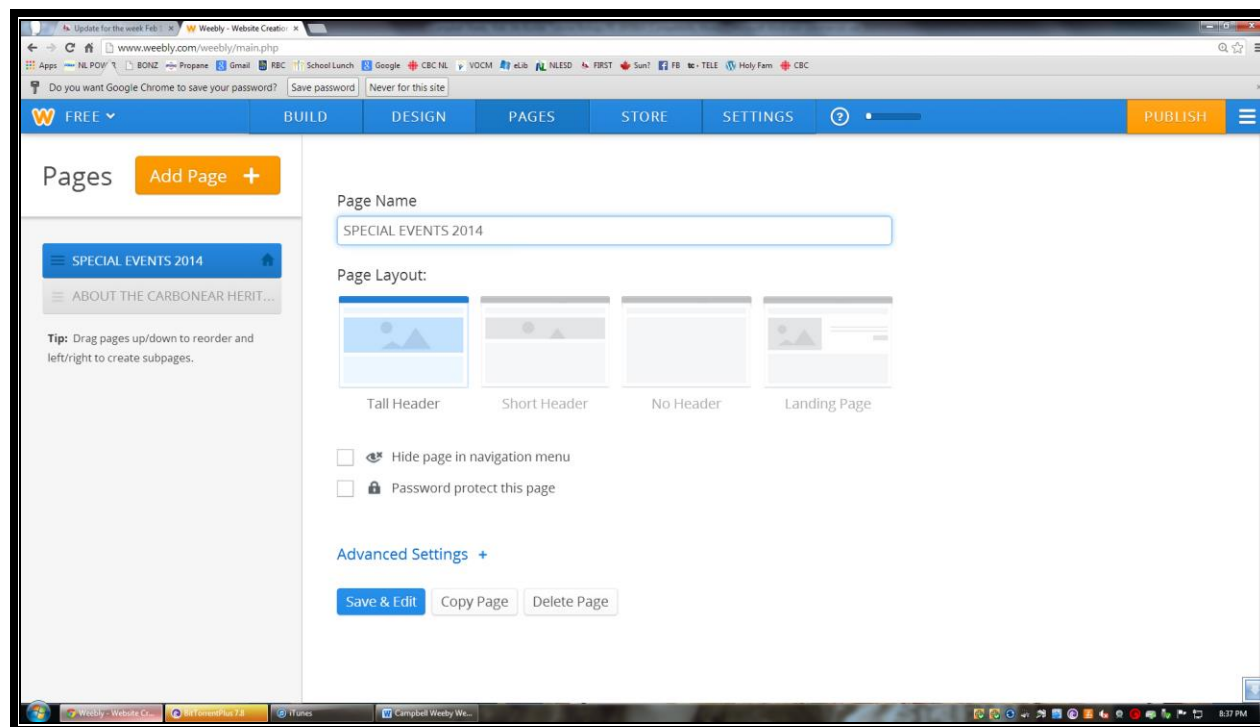 Update for the week Feb
Weebly - Website Creation
www.weebly.com/weebly/main.php
Apps NL POW BONZ Propane Gmail RBC School Lunch Google CBC NL VOCM eLib NLESD FIRST Sun! FB TELE Holy Fam CBC
Do you want Google Chrome to save your password? Save password Never for this site
FREE BUILD DESIGN PAGES STORE SETTINGS ? PUBLISH
Pages Add Page +
Page Name
SPECIAL EVENTS 2014
SPECIAL EVENTS 2014
ABOUT THE CARBONEAR HERIT...
Tip: Drag pages up/down to reorder and
left/right to create subpages.
Page Layout:
Tall Header Short Header No Header Landing Page
Hide page in navigation menu
Password protect this page
Advanced Settings +
Save & Edit Copy Page Delete Page
Weebly - Website Cr... BitTorrentPlus 7.8 iTunes Campbell Weeby We... 8:37 PM